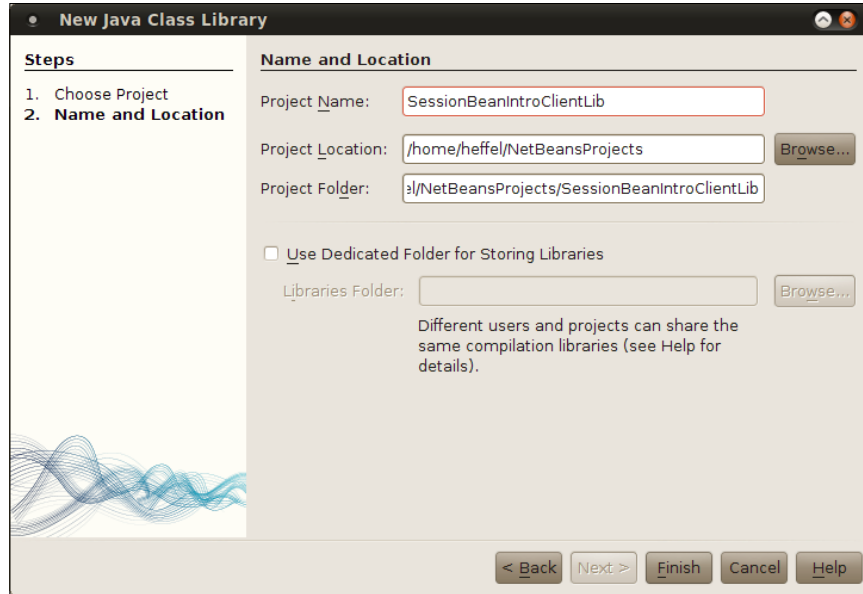 New Java Class Library
Steps
1. Choose Project
2. Name and Location
Name and Location
Project Name: SessionBeanIntroClientLib
Project Location: /home/heffel/NetBeansProjects Browse...
Project Folder: el/NetBeansProjects/SessionBeanIntroClientLib
Use Dedicated Folder for Storing Libraries
Libraries Folder: Browse...
Different users and projects can share the
same compilation libraries (see Help for
details).
< Back Next > Finish Cancel Help